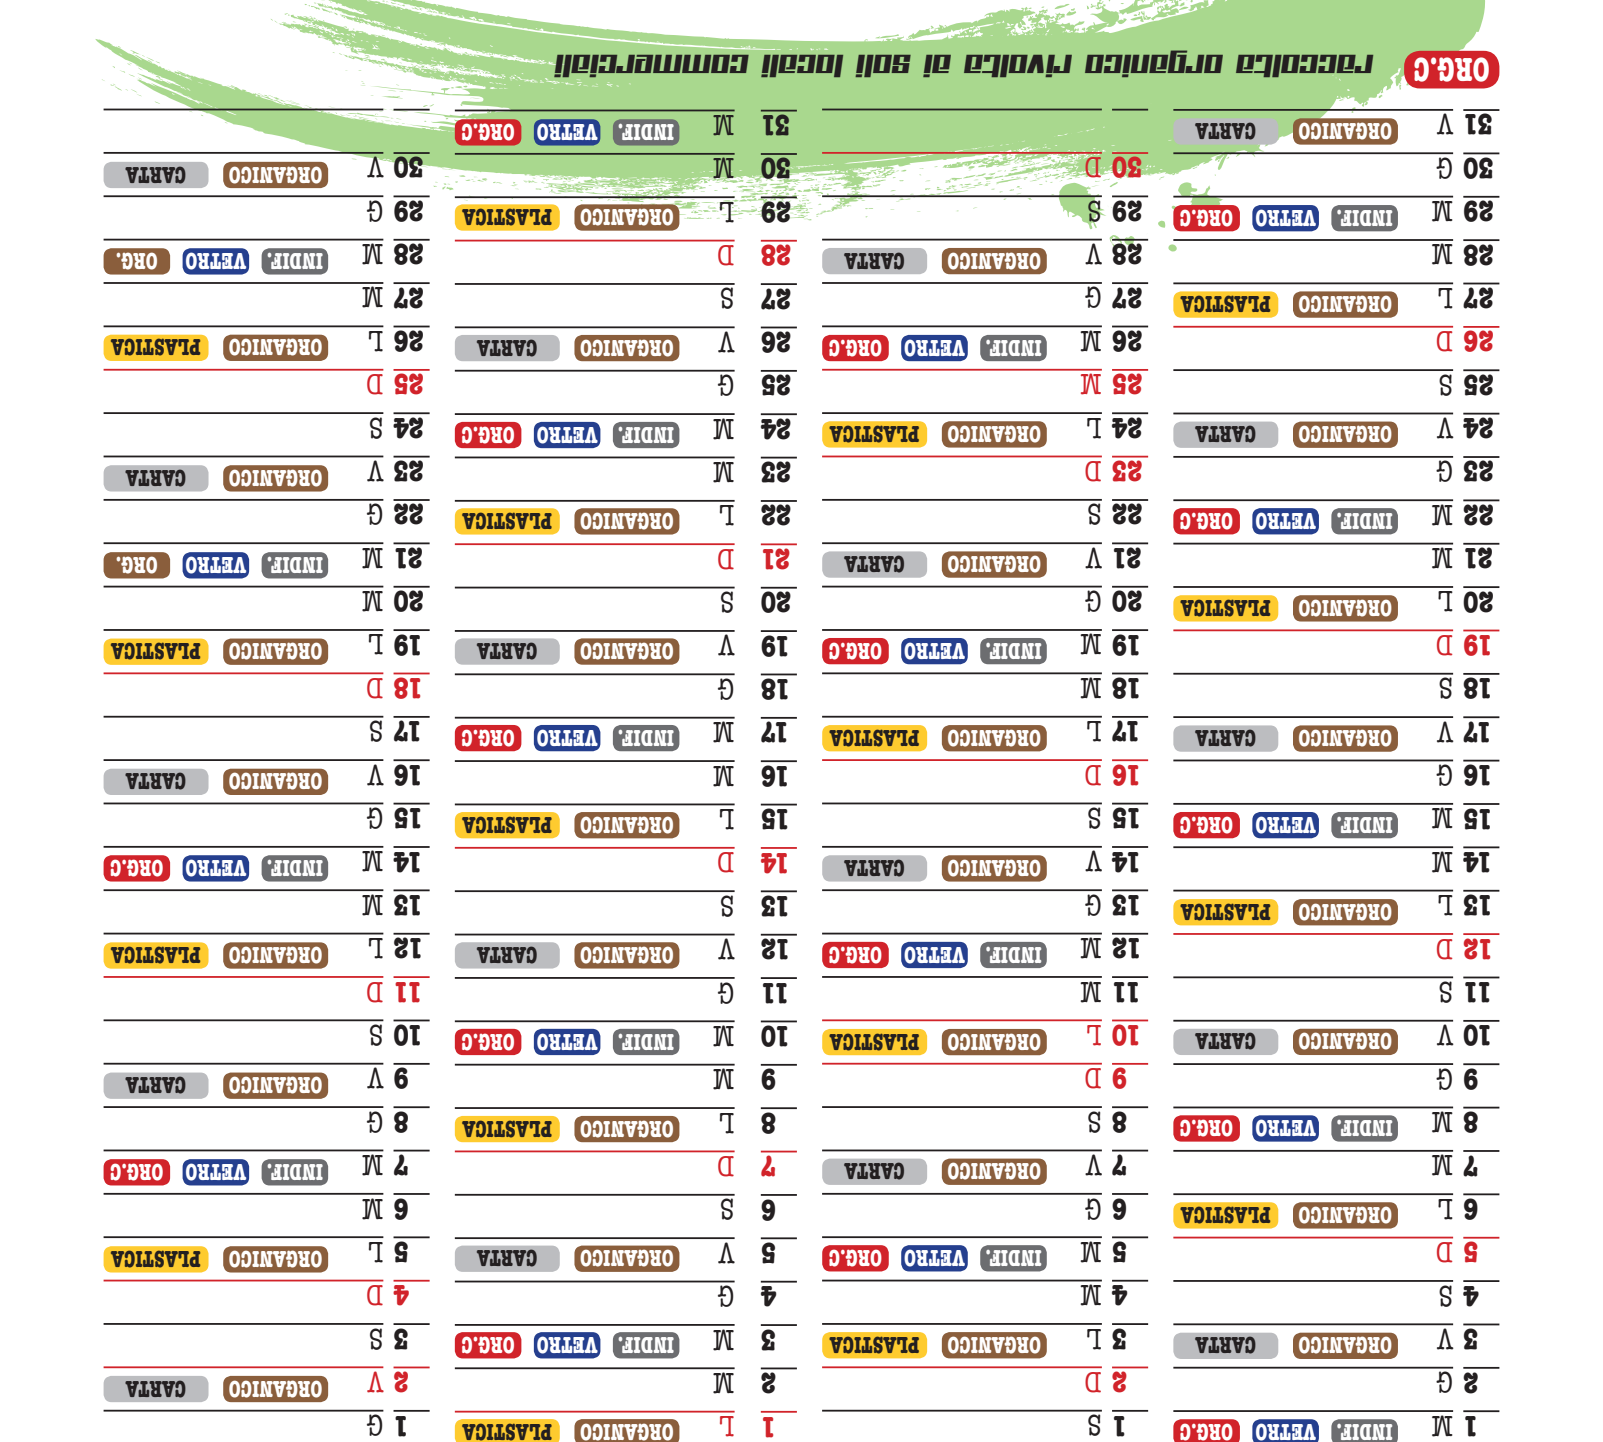 1 M INDIF. VETRO ORG.C
2 G
3 V ORGANICO CARTA
4 S
5 D
6 L ORGANICO PLASTICA
7 M
8 M INDIF. VETRO ORG.C
9 G
10 V ORGANICO CARTA
11 S
12 D
13 L ORGANICO PLASTICA
14 M
15 M INDIF. VETRO ORG.C
16 G
17 V ORGANICO CARTA
18 S
19 D
20 L ORGANICO PLASTICA
21 M
22 M INDIF. VETRO ORG.C
23 G
24 V ORGANICO CARTA
25 S
26 D
27 L ORGANICO PLASTICA
28 M
29 M INDIF. VETRO ORG.C
30 G
31 V ORGANICO CARTA
1 S
2 D
3 L ORGANICO PLASTICA
4 M
5 M INDIF. VETRO ORG.C
6 G
7 V ORGANICO CARTA
8 S
9 D
10 L ORGANICO PLASTICA
11 M
12 M INDIF. VETRO ORG.C
13 G
14 V ORGANICO CARTA
15 S
16 D
17 L ORGANICO PLASTICA
18 M
19 M INDIF. VETRO ORG.C
20 G
21 V ORGANICO CARTA
22 S
23 D
24 L ORGANICO PLASTICA
25 M
26 M INDIF. VETRO ORG.C
27 G
28 V ORGANICO CARTA
29 S
30 D
1 L ORGANICO PLASTICA
2 M
3 M INDIF. VETRO ORG.C
4 G
5 V ORGANICO CARTA
6 S
7 D
8 L ORGANICO PLASTICA
9 M
10 M INDIF. VETRO ORG.C
11 G
12 V ORGANICO CARTA
13 S
14 D
15 L ORGANICO PLASTICA
16 M
17 M INDIF. VETRO ORG.C
18 G
19 V ORGANICO CARTA
20 S
21 D
22 L ORGANICO PLASTICA
23 M
24 M INDIF. VETRO ORG.C
25 G
26 V ORGANICO CARTA
27 S
28 D
29 L ORGANICO PLASTICA
30 M
31 M INDIF. VETRO ORG.C
1 G
2 V ORGANICO CARTA
3 S
4 D
5 L ORGANICO PLASTICA
6 M
7 M INDIF. VETRO ORG.C
8 G
9 V ORGANICO CARTA
10 S
11 D
12 L ORGANICO PLASTICA
13 M
14 M INDIF. VETRO ORG.C
15 G
16 V ORGANICO CARTA
17 S
18 D
19 L ORGANICO PLASTICA
20 M
21 M INDIF. VETRO ORG.
22 G
23 V ORGANICO CARTA
24 S
25 D
26 L ORGANICO PLASTICA
27 M
28 M INDIF. VETRO ORG.
29 G
30 V ORGANICO CARTA
ORG.C raccolta organico rivolta ai soli locali commerciali